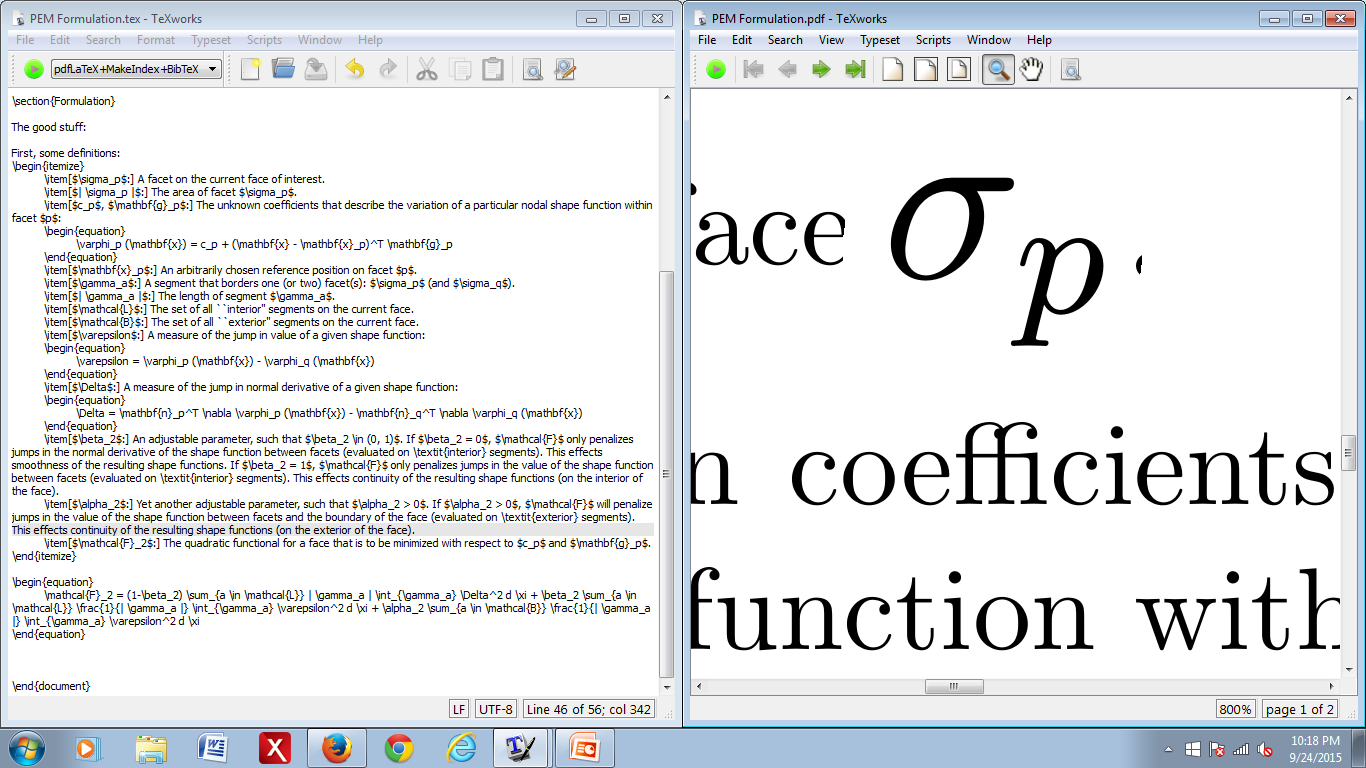 PEM Formulation.tex - TeXworks
File Edit Search Format Typeset Scripts Window Help
pdfLaTeX+MakeIndex+BibTeX
\section{Formulation}
The good stuff:
First, some definitions:
\begin{itemize}
\item[$\sigma_p$:] A facet on the current face of interest.
\item[$| \sigma_p |$:] The area of facet $\sigma_p$.
\item[$c_p$, $\mathbf{g}_p$:] The unknown coefficients that describe the variation of a particular nodal shape function within
facet $p$:
\begin{equation}
\varphi_p (\mathbf{x}) = c_p + (\mathbf{x} - \mathbf{x}_p)^T \mathbf{g}_p
\end{equation}
\item[$\mathbf{x}_p$:] An arbitrarily chosen reference position on facet $p$.
\item[$\gamma_a$:] A segment that borders one (or two) facet(s): $\sigma_p$ (and $\sigma_q$).
\item[$| \gamma_a |$:] The length of segment $\gamma_a$.
\item[$\mathcal{L}$:] The set of all ``interior" segments on the current face.
\item[$\mathcal{B}$:] The set of all ``exterior" segments on the current face.
\item[$\varepsilon$:] A measure of the jump in value of a given shape function:
\begin{equation}
\varepsilon = \varphi_p (\mathbf{x}) - \varphi_q (\mathbf{x})
\end{equation}
\item[$\Delta$:] A measure of the jump in normal derivative of a given shape function:
\begin{equation}
\Delta = \mathbf{n}_p^T \nabla \varphi_p (\mathbf{x}) - \mathbf{n}_q^T \nabla \varphi_q (\mathbf{x})
\end{equation}
\item[$\beta_2$:] An adjustable parameter, such that $\beta_2 \in (0, 1)$. If $\beta_2 = 0$, $\mathcal{F}$ only penalizes
jumps in the normal derivative of the shape function between facets (evaluated on \textit{interior} segments). This effects
smoothness of the resulting shape functions. If $\beta_2 = 1$, $\mathcal{F}$ only penalizes jumps in the value of the shape function
between facets (evaluated on \textit{interior} segments). This effects continuity of the resulting shape functions (on the interior of
the face).
\item[$\alpha_2$:] Yet another adjustable parameter, such that $\alpha_2 > 0$. If $\alpha_2 > 0$, $\mathcal{F}$ will penalize
jumps in the value of the shape function between facets and the boundary of the face (evaluated on \textit{exterior} segments).
This effects continuity of the resulting shape functions (on the exterior of the face).
\item[$\mathcal{F}_2$:] The quadratic functional for a face that is to be minimized with respect to $c_p$ and $\mathbf{g}_p$.
\end{itemize}
\begin{equation}
\mathcal{F}_2 = (1-\beta_2) \sum_{a \in \mathcal{L}} | \gamma_a | \int_{\gamma_a} \Delta^2 d \xi + \beta_2 \sum_{a \in
\mathcal{L}} \frac{1}{| \gamma_a |} \int_{\gamma_a} \varepsilon^2 d \xi + \alpha_2 \sum_{a \in \mathcal{B}} \frac{1}{| \gamma_a
|} \int_{\gamma_a} \varepsilon^2 d \xi
\end{equation}
\end{document}
LF UTF-8 Line 46 of 56; col 342
PEM Formulation.pdf - TeXworks
File Edit Search View Typeset Scripts Window Help
ace σp
n coefficients
function with
800% page 1 of 2
10:18 PM
9/24/2015